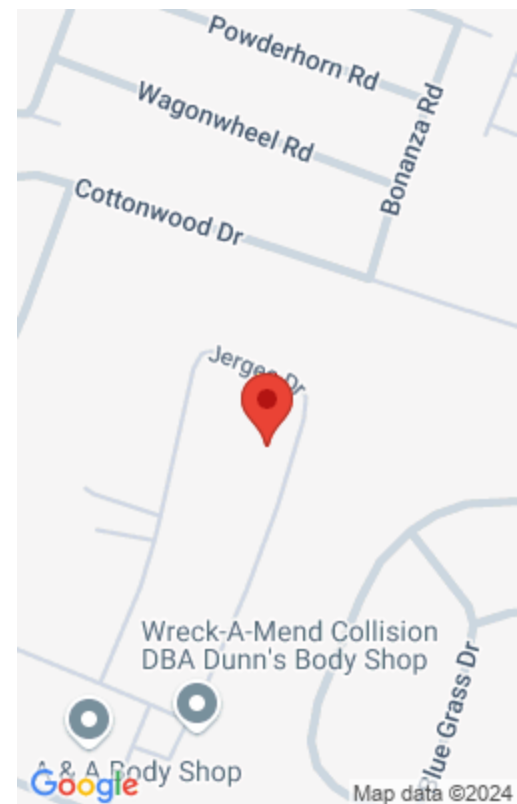 Powderhorn Rd
Wagonwheel Rd
Bonanza Rd
Cottonwood Dr
Dr
Wreck-A-Mend Collision
DBA Dunn's Body Shop
Blue Grass Dr
A & A Body Shop
Google
Map data ©2024